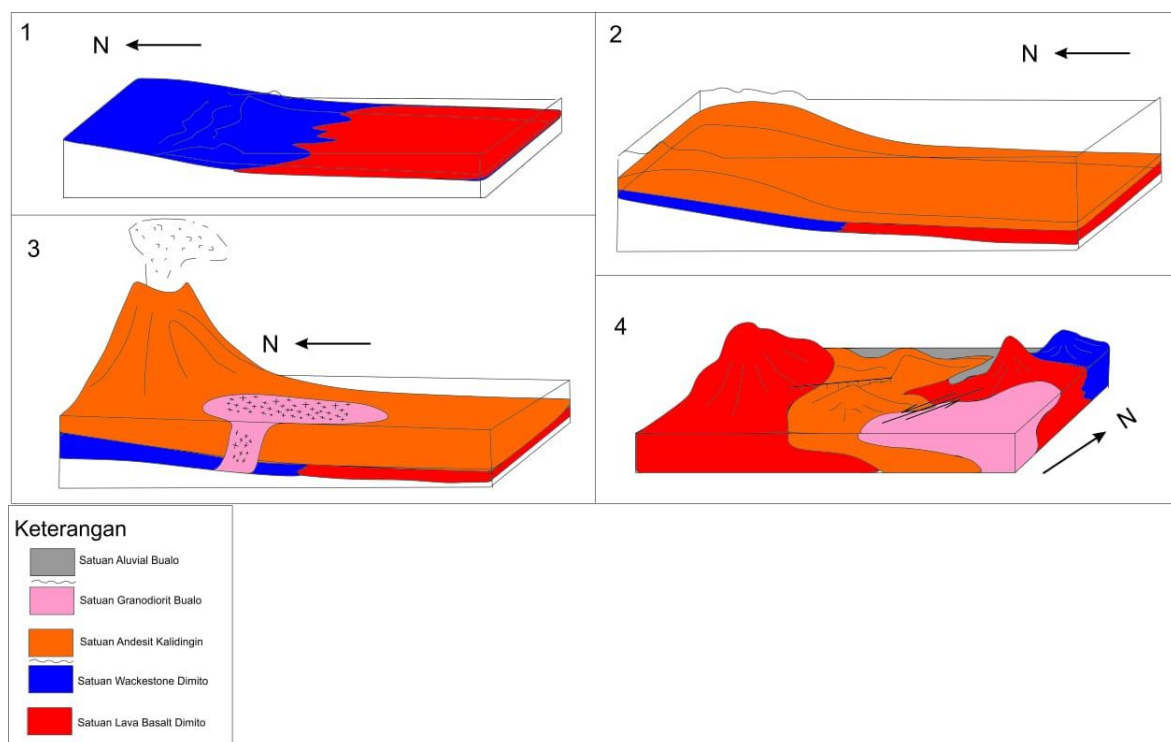 1
N
2
N
3
N
4
N
Keterangan
Satuan Aluvial Bualo
Satuan Granodiorit Bualo
Satuan Andesit Kalidingin
Satuan Wackestone Dimito
Satuan Lava Basalt Dimito